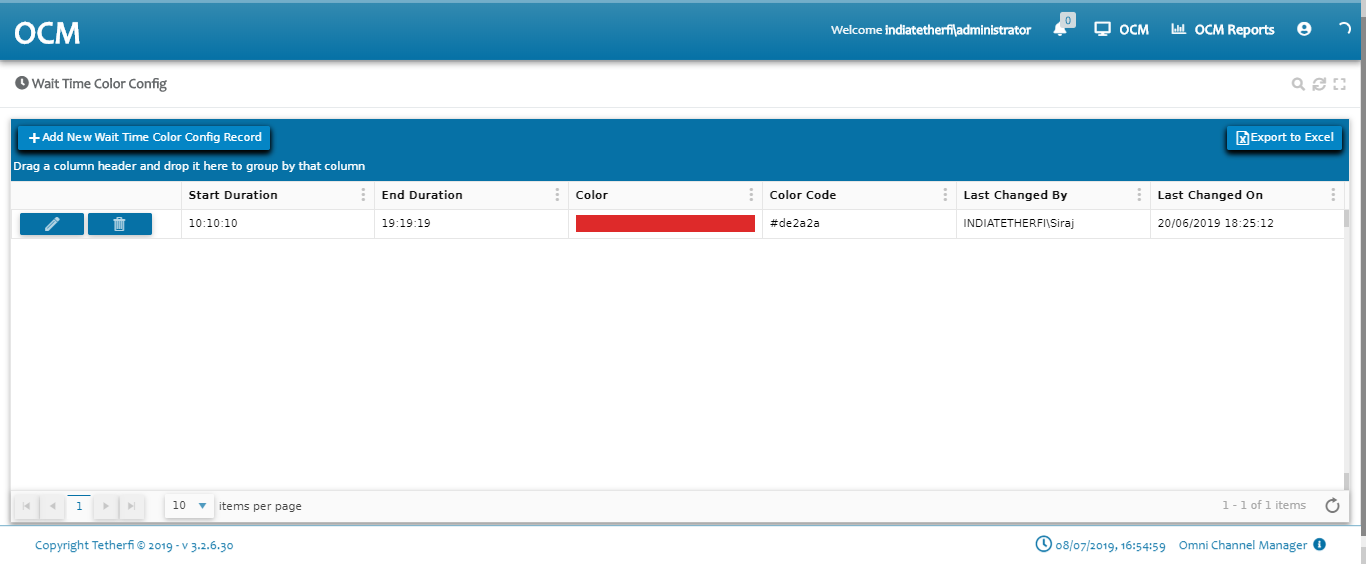 OCM
Welcome indiatetherfi\administrator
0
OCM
OCM Reports
Wait Time Color Config
Add New Wait Time Color Config Record
Export to Excel
Drag a column header and drop it here to group by that column
Start Duration End Duration Color Color Code Last Changed By Last Changed On
10:10:10 19:19:19 #de2a2a INDIATETHERFI\Siraj 20/06/2019 18:25:12
1 10 items per page 1 - 1 of 1 items
Copyright Tetherfi © 2019 - v 3.2.6.30 08/07/2019, 16:54:59 Omni Channel Manager